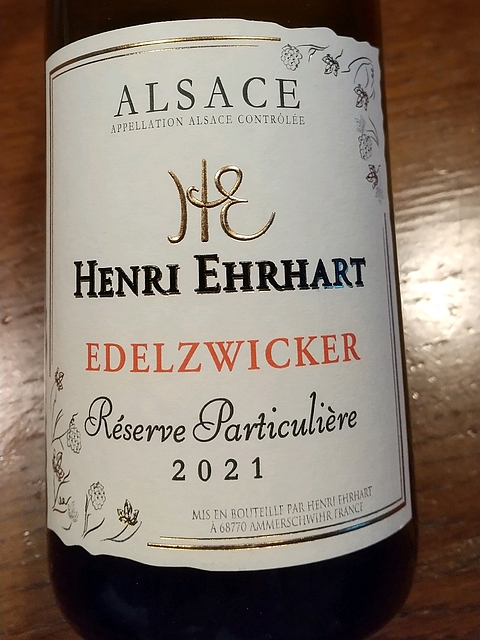 ALSACE
APPELLATION ALSACE CONTRÔLÉE
HE
HENRI EHRHART
EDELZWICKER
Réserve Particulière
2021
MIS EN BOUTEILLE PAR HENRI EHRHART
À 68770 AMMERSCHWIHR FRANCE